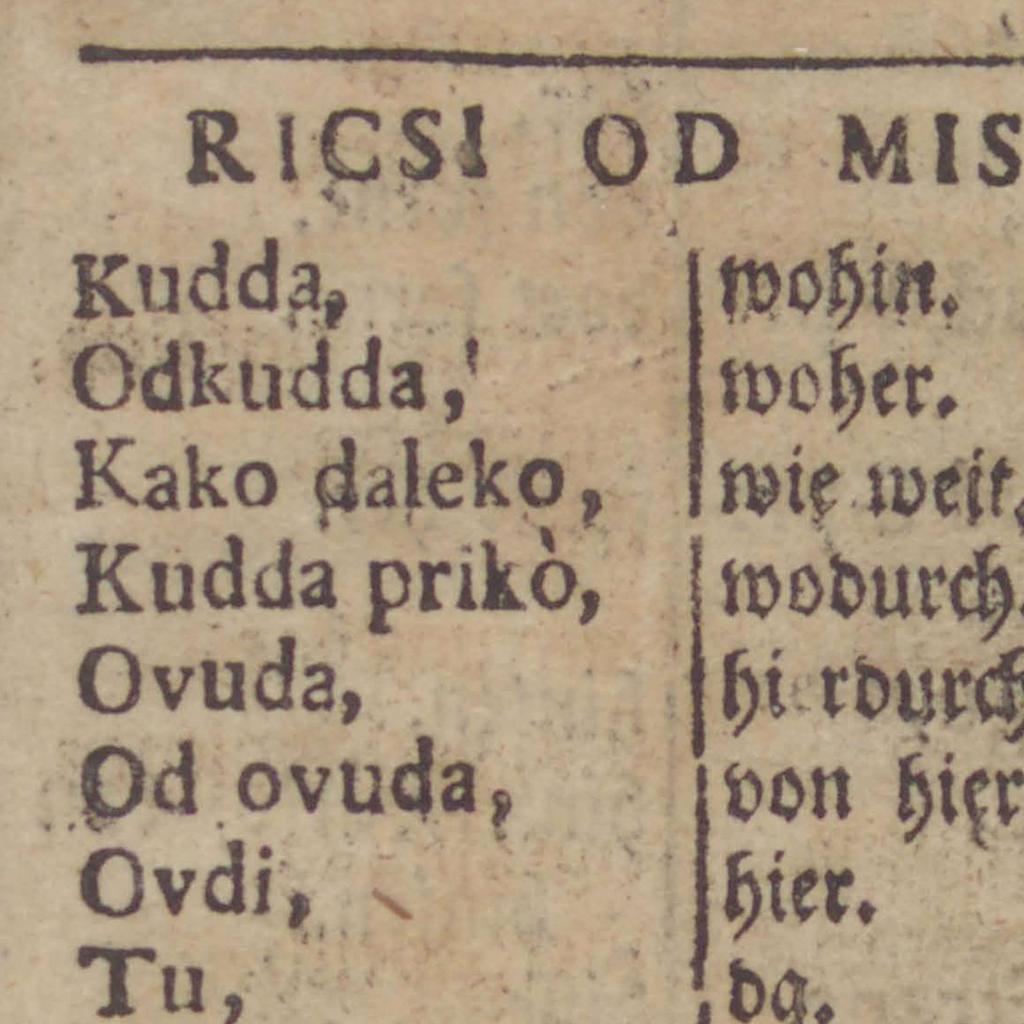 RICSI OD MIS
Kudda, wohin.
Odkudda, woher.
Kako daleko, wie weit,
Kudda prikò, wodurch.
Ovuda, hierdurch
Od ovuda, von hier
Ovdi, hier.
Tu, da.